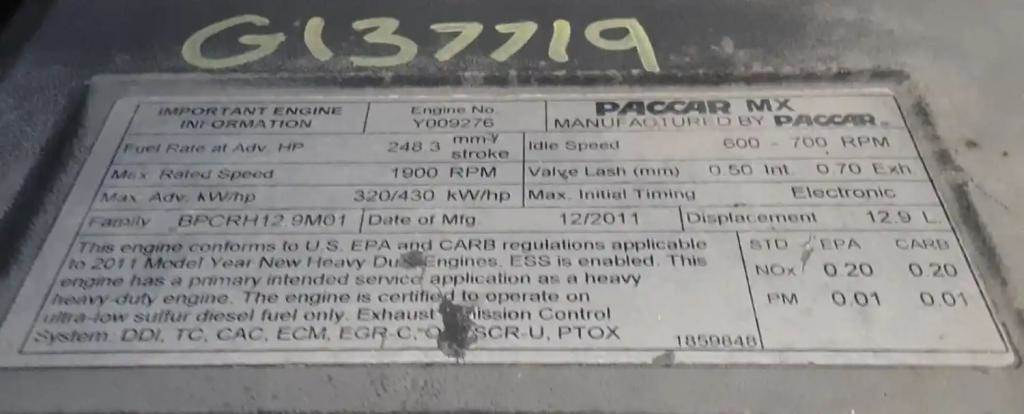 G137719
IMPORTANT ENGINE INFORMATION
Engine No. Y009276
PACCAR MX
MANUFACTURED BY PACCAR
Fuel Rate at Adv. HP 248.3 mm³/stroke
Idle Speed 600 - 700 RPM
Max Rated Speed 1900 RPM
Valve Lash (mm) 0.50 Int. 0.70 Exh
Max Adv. kW/hp 320/430 kW/hp
Max. Initial Timing Electronic
Family BPCRH12.9M01
Date of Mfg. 12/2011
Displacement 12.9 L.
This engine conforms to U.S. EPA and CARB regulations applicable
to 2011 Model Year New Heavy Duty Engines. ESS is enabled. This
engine has a primary intended service application as a heavy
heavy-duty engine. The engine is certified to operate on
ultra-low sulfur diesel fuel only. Exhaust Emission Control
System: DDI, TC, CAC, ECM, EGR-C, SCR-U, PTOX
STD EPA CARB
NOx 0.20 0.20
PM 0.01 0.01
1859848